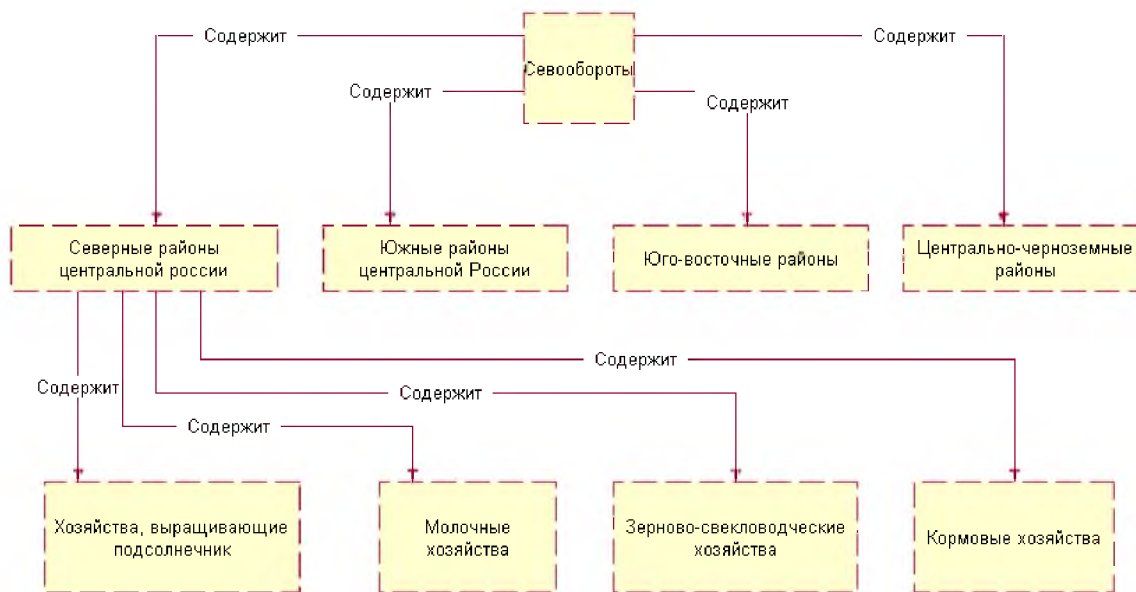 Содержит
Содержит
Севообороты
Содержит
Содержит
Северные районы
центральной россии
Южные районы
центральной России
Юго-восточные районы
Центрально-черноземные
районы
Содержит
Содержит
Содержит
Содержит
Хозяйства, выращивающие
подсолнечник
Молочные
хозяйства
Зерново-свекловодческие
хозяйства
Кормовые хозяйства